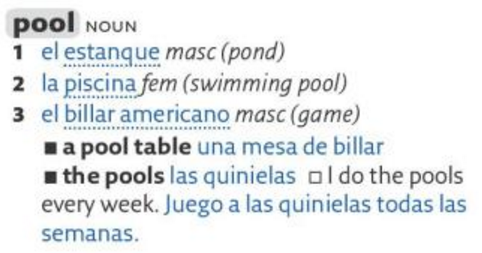 pool NOUN
1 el estanque masc (pond)
2 la piscina fem (swimming pool)
3 el billar americano masc (game)
■ a pool table una mesa de billar
■ the pools las quinielas □ I do the pools
every week. Juego a las quinielas todas las
semanas.